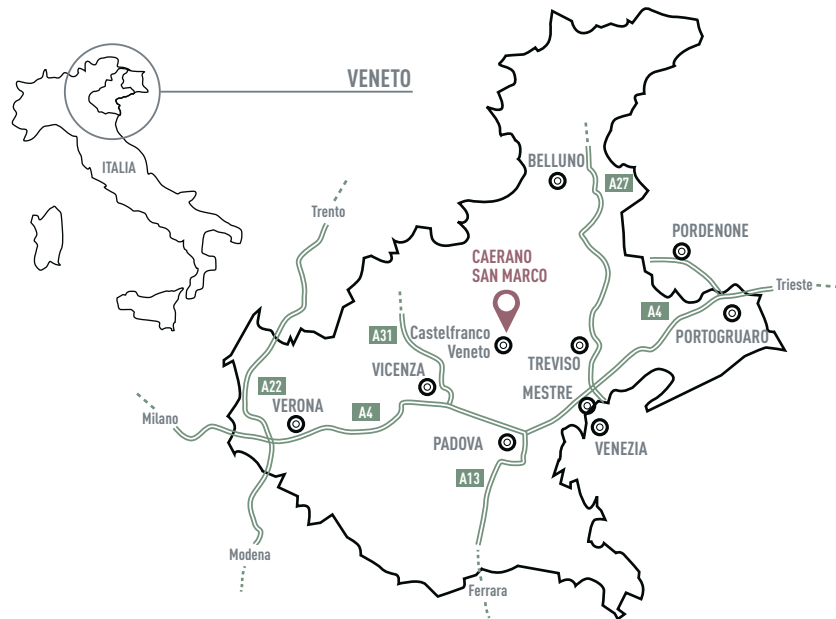 VENETO
ITALIA
BELLUNO
A27
Trento
PORDENONE
CAERANO
SAN MARCO
Trieste
A4
A31
Castelfranco
Veneto
PORTOGRUARO
TREVISO
VICENZA
A22
MESTRE
VERONA
A4
Milano
PADOVA
VENEZIA
A13
Modena
Ferrara